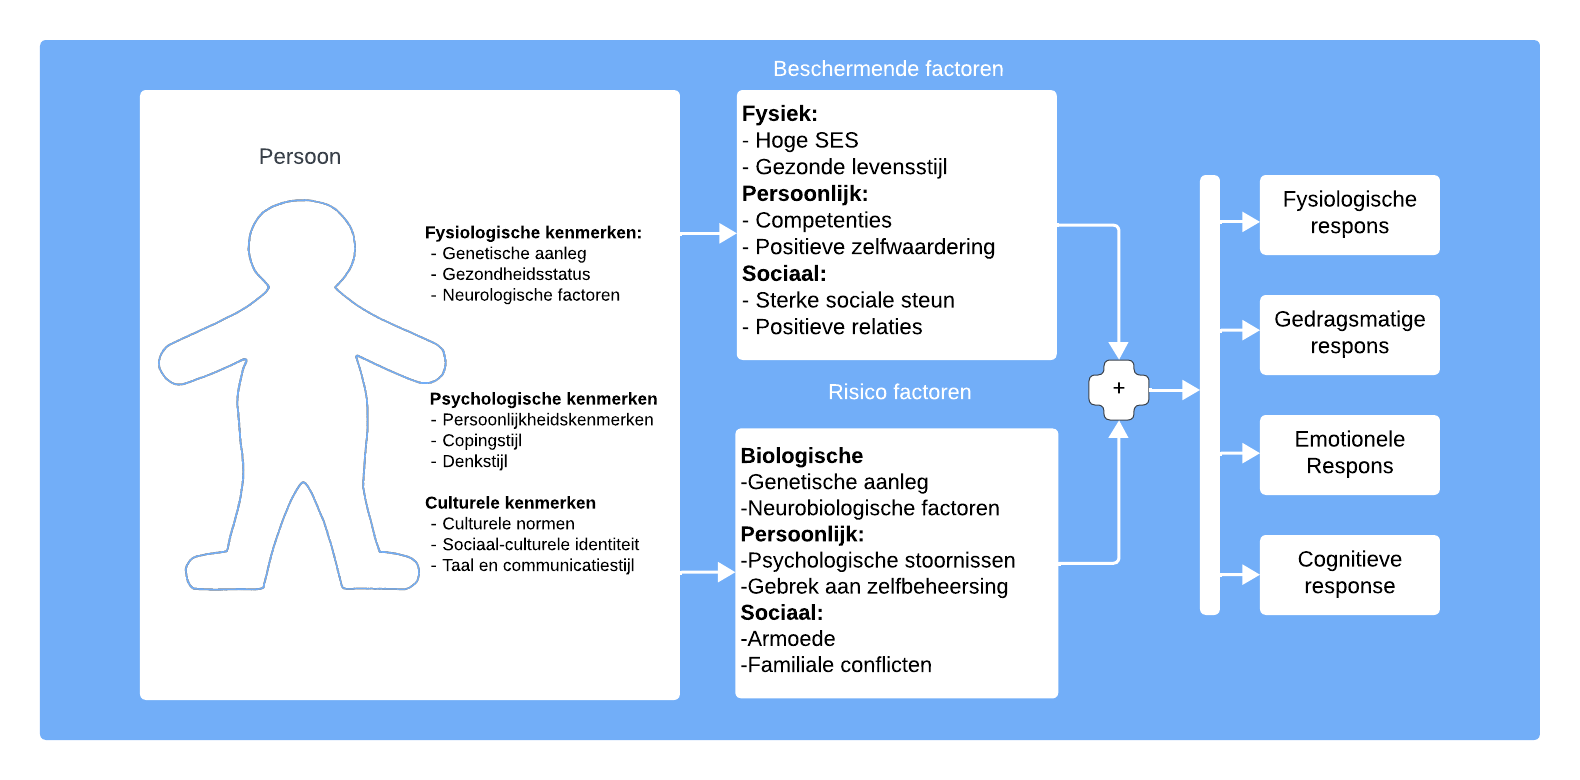 Persoon
Fysiologische kenmerken:
- Genetische aanleg
- Gezondheidsstatus
- Neurologische factoren
Psychologische kenmerken
- Persoonlijkheidskenmerken
- Copingstijl
- Denkstijl
Culturele kenmerken
- Culturele normen
- Sociaal-culturele identiteit
- Taal en communicatiestijl
Beschermende factoren
Fysiek:
- Hoge SES
- Gezonde levensstijl
Persoonlijk:
- Competenties
- Positieve zelfwaardering
Sociaal:
- Sterke sociale steun
- Positieve relaties
Risico factoren
Biologische
-Genetische aanleg
-Neurobiologische factoren
Persoonlijk:
-Psychologische stoornissen
-Gebrek aan zelfbeheersing
Sociaal:
-Armoede
-Familiale conflicten
+
Fysiologische
respons
Gedragsmatige
respons
Emotionele
Respons
Cognitieve
response